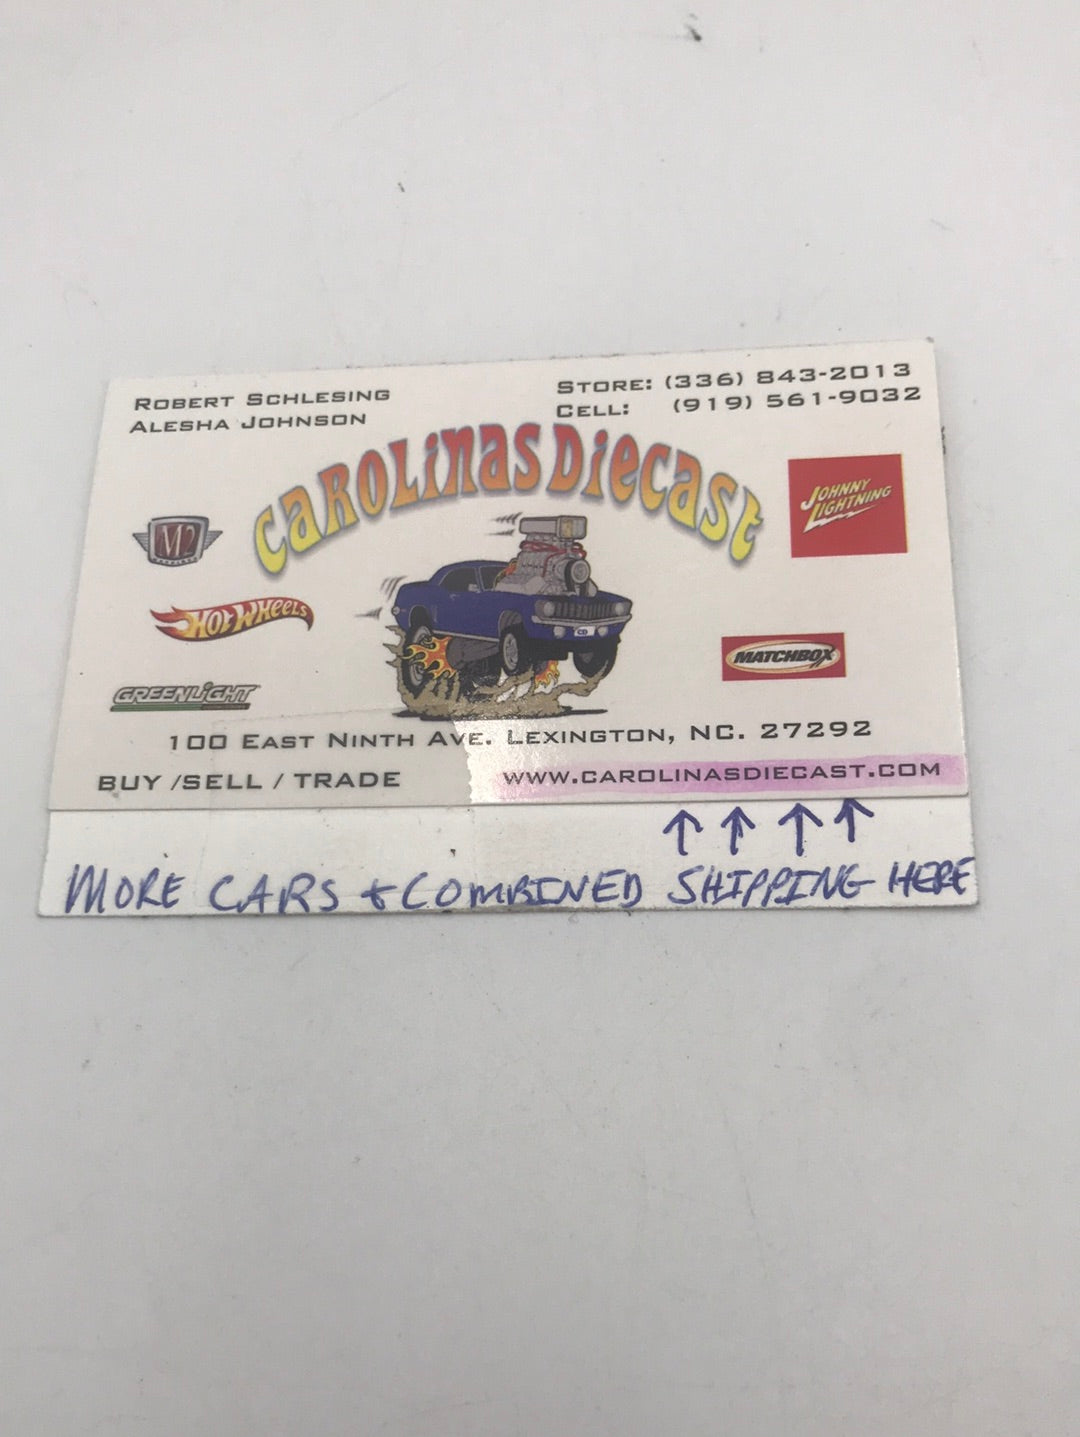 ROBERT SCHLESING
ALESHA JOHNSON
STORE: (336) 843-2013
CELL: (919) 561-9032
CAROLINAS DIECAST
M2
JOHNNY LIGHTNING
HOT WHEELS
CD
MATCHBOX
GREENLIGHT
100 EAST NINTH AVE. LEXINGTON, NC. 27292
BUY /SELL / TRADE
WWW.CAROLINASDIECAST.COM
MORE CARS & COMBINED SHIPPING HERE